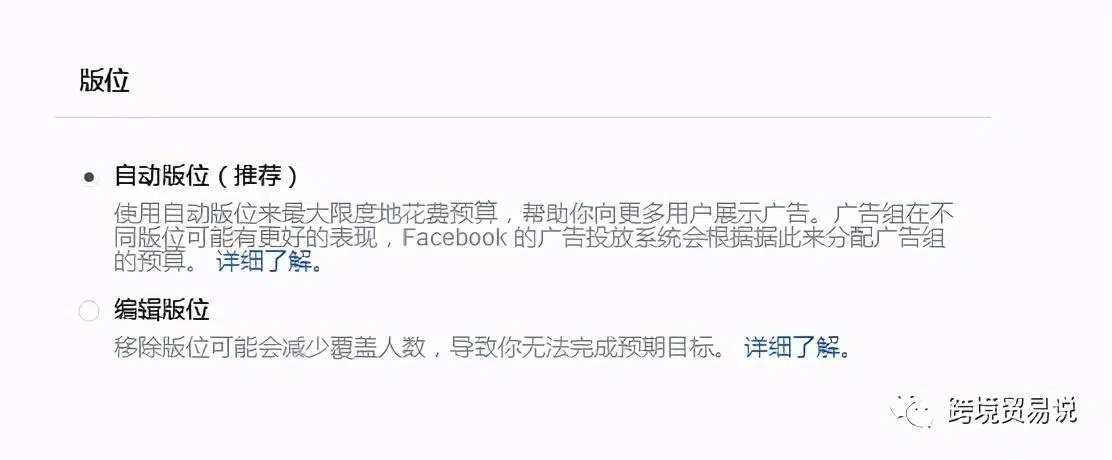 版位
自动版位（推荐）
使用自动版位来最大限度地花费预算，帮助你向更多用户展示广告。广告组在不
同版位可能有更好的表现，Facebook 的广告投放系统会根据据此来分配广告组
的预算。 详细了解。
编辑版位
移除版位可能会减少覆盖人数，导致你无法完成预期目标。 详细了解。
跨境贸易说